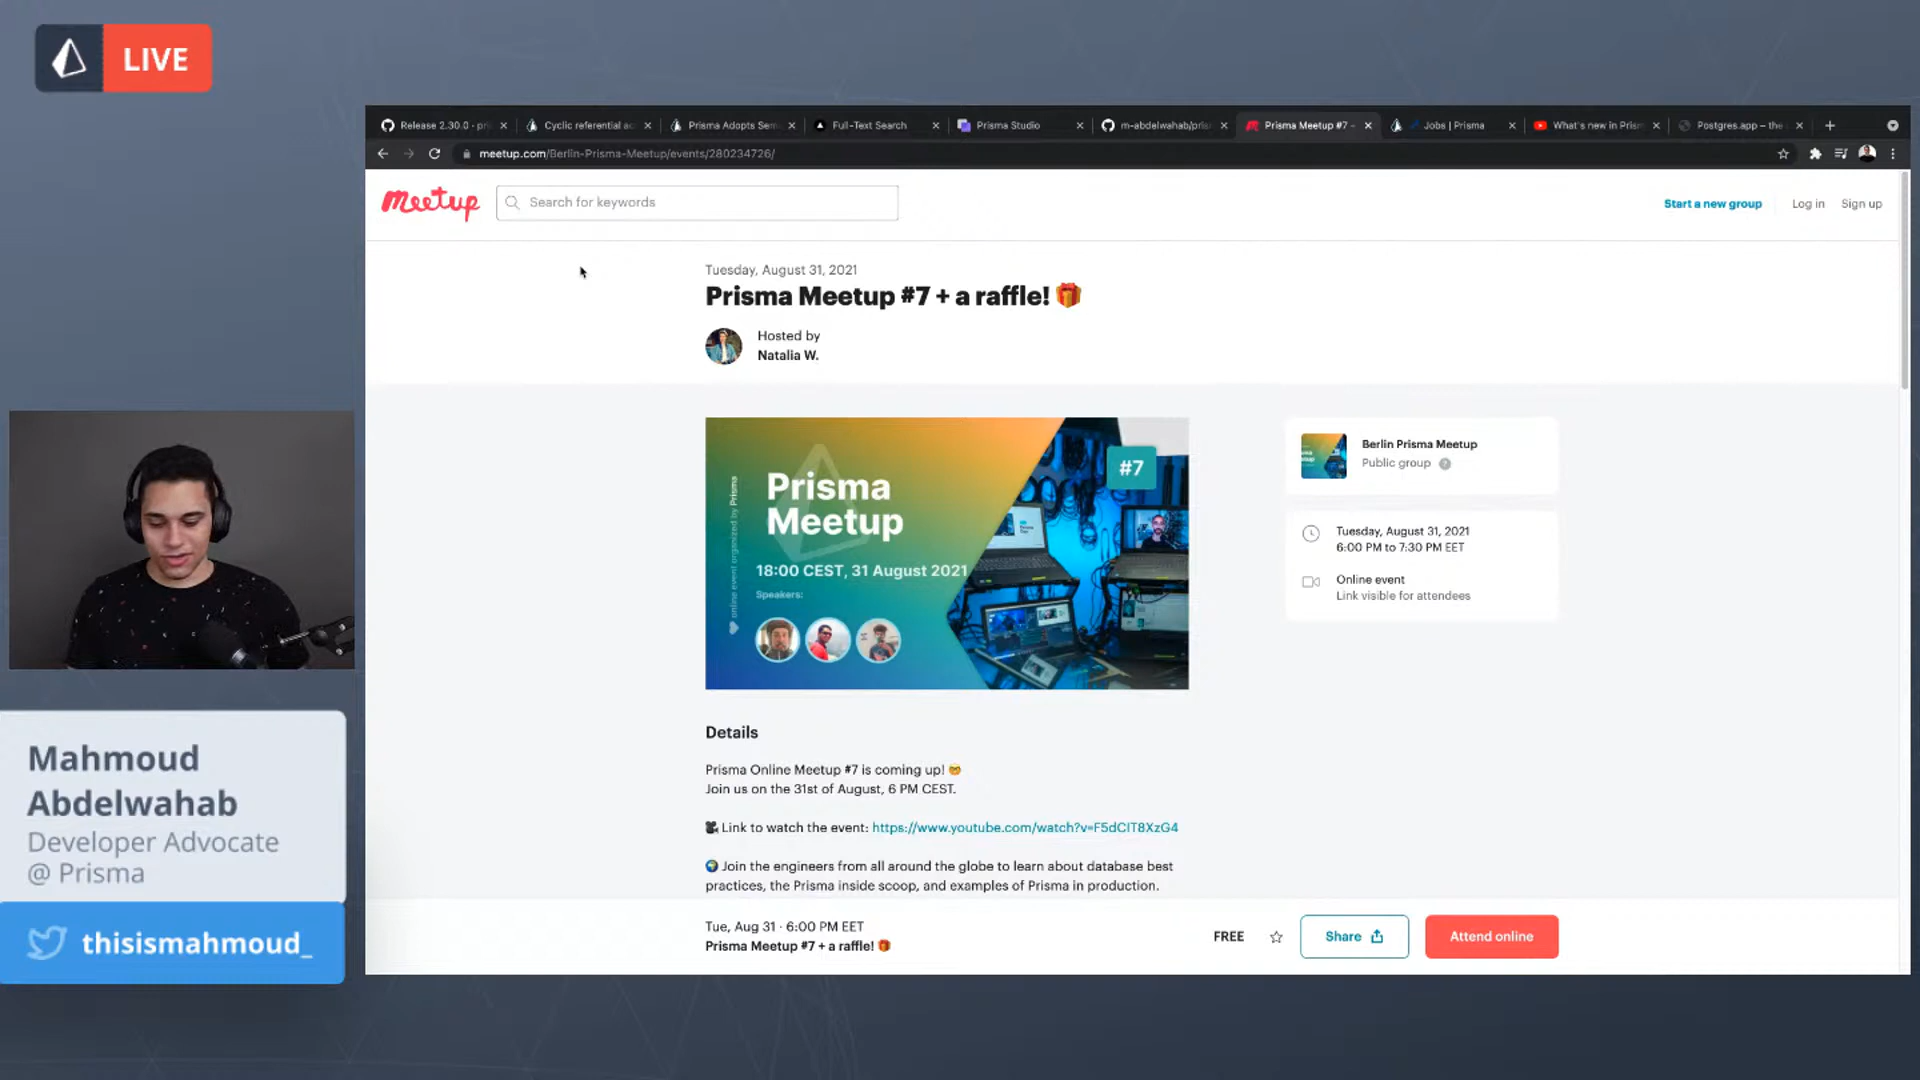 LIVE
Release 2.30.0 · pri
Cyclic referential ac
Prisma Adopts Sem
Full-Text Search
Prisma Studio
m-abdelwahab/pris
Prisma Meetup #7 -
Jobs | Prisma
What's new in Prism
Postgres.app – the e
meetup.com/Berlin-Prisma-Meetup/events/280234726/
Meetup
Search for keywords
Start a new group
Log in
Sign up
Tuesday, August 31, 2021
Prisma Meetup #7 + a raffle! 🎁
Hosted by
Natalia W.
online event organized by Prisma
Prisma
Meetup
#7
18:00 CEST, 31 August 2021
Speakers:
Berlin Prisma Meetup
Public group
Tuesday, August 31, 2021
6:00 PM to 7:30 PM EET
Online event
Link visible for attendees
Details
Prisma Online Meetup #7 is coming up! 🤓
Join us on the 31st of August, 6 PM CEST.
🎥 Link to watch the event: https://www.youtube.com/watch?v=F5dCIT8XzG4
🌍 Join the engineers from all around the globe to learn about database best
practices, the Prisma inside scoop, and examples of Prisma in production.
Tue, Aug 31 · 6:00 PM EET
Prisma Meetup #7 + a raffle! 🎁
FREE
Share
Attend online
Mahmoud
Abdelwahab
Developer Advocate
@ Prisma
thisismahmoud_